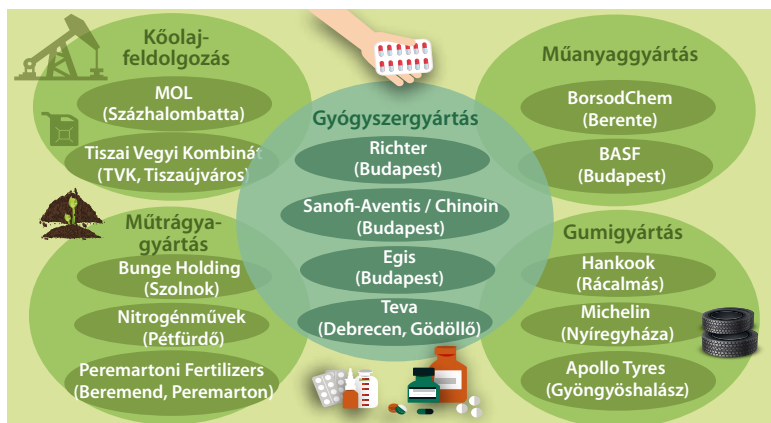 Kőolaj-
feldolgozás
MOL
(Százhalombatta)
Tiszai Vegyi Kombinát
(TVK, Tiszaújváros)
Műtrágya-
gyártás
Bunge Holding
(Szolnok)
Nitrogénművek
(Pétfürdő)
Peremartoni Fertilizers
(Beremend, Peremarton)
Gyógyszergyártás
Richter
(Budapest)
Sanofi-Aventis / Chinoin
(Budapest)
Egis
(Budapest)
Teva
(Debrecen, Gödöllő)
Műanyaggyártás
BorsodChem
(Berente)
BASF
(Budapest)
Gumigyártás
Hankook
(Rácalmás)
Michelin
(Nyíregyháza)
Apollo Tyres
(Gyöngyöshalász)